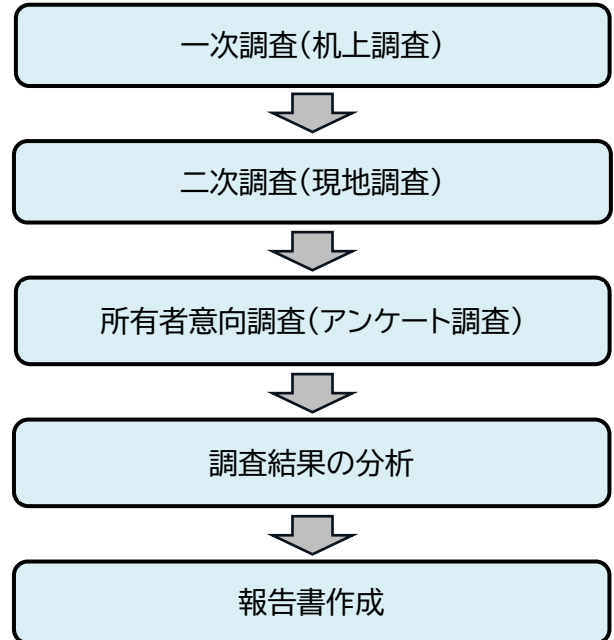 一次調査(机上調査)
二次調査(現地調査)
所有者意向調査(アンケート調査)
調査結果の分析
報告書作成